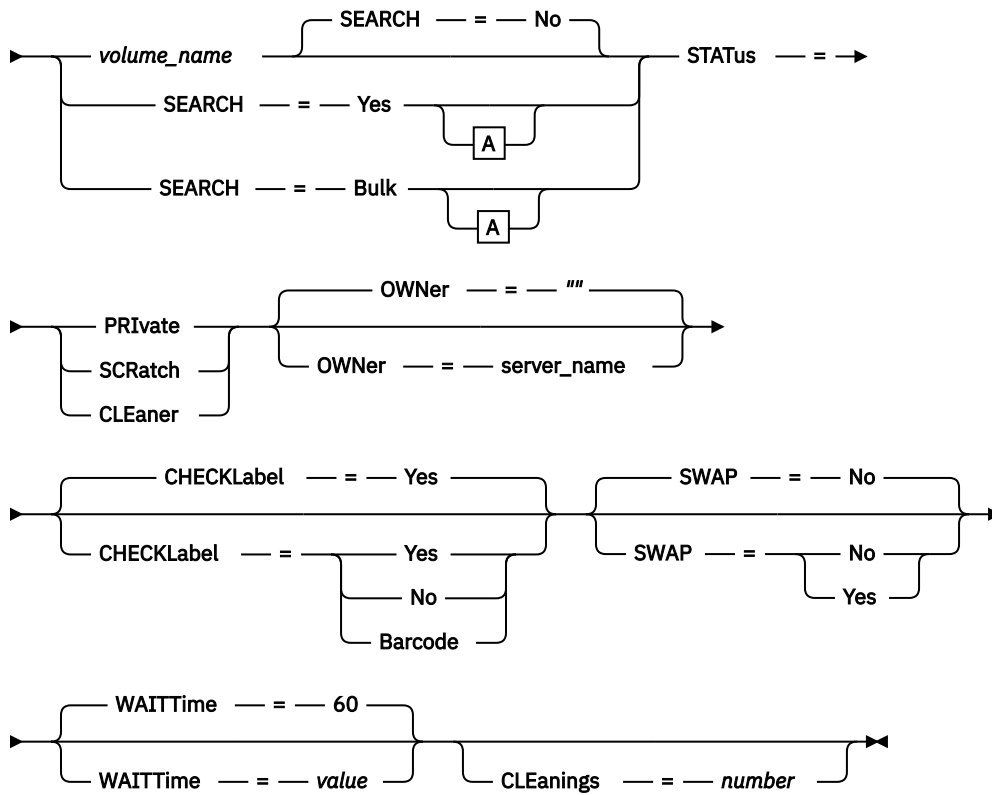 SEARCH = No
volume_name STATus =
SEARCH = Yes
A
SEARCH = Bulk
A
OWNer = ""
PRIvate
SCRatch OWNer = server_name
CLEaner
CHECKLabel = Yes SWAP = No
CHECKLabel = Yes SWAP = No
No Yes
Barcode
WAITTime = 60
WAITTime = value CLEanings = number